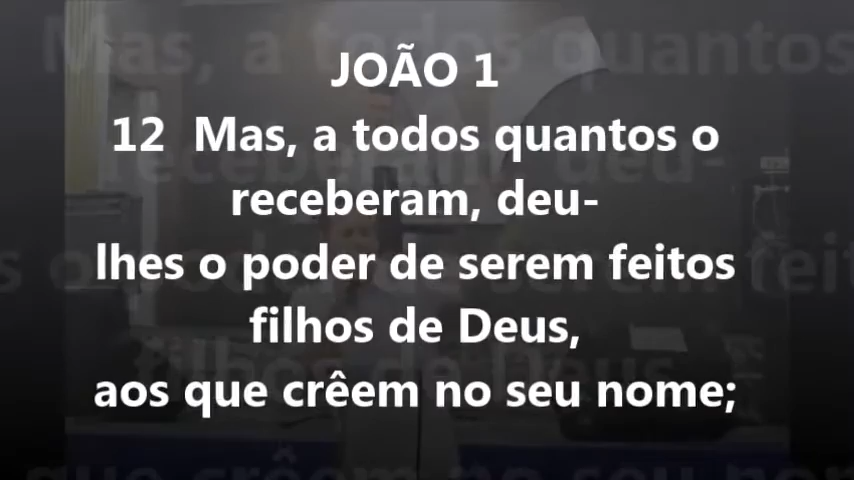 JOÃO 1
12 Mas, a todos quantos o
receberam, deu-
lhes o poder de serem feitos
filhos de Deus,
aos que crêem no seu nome;